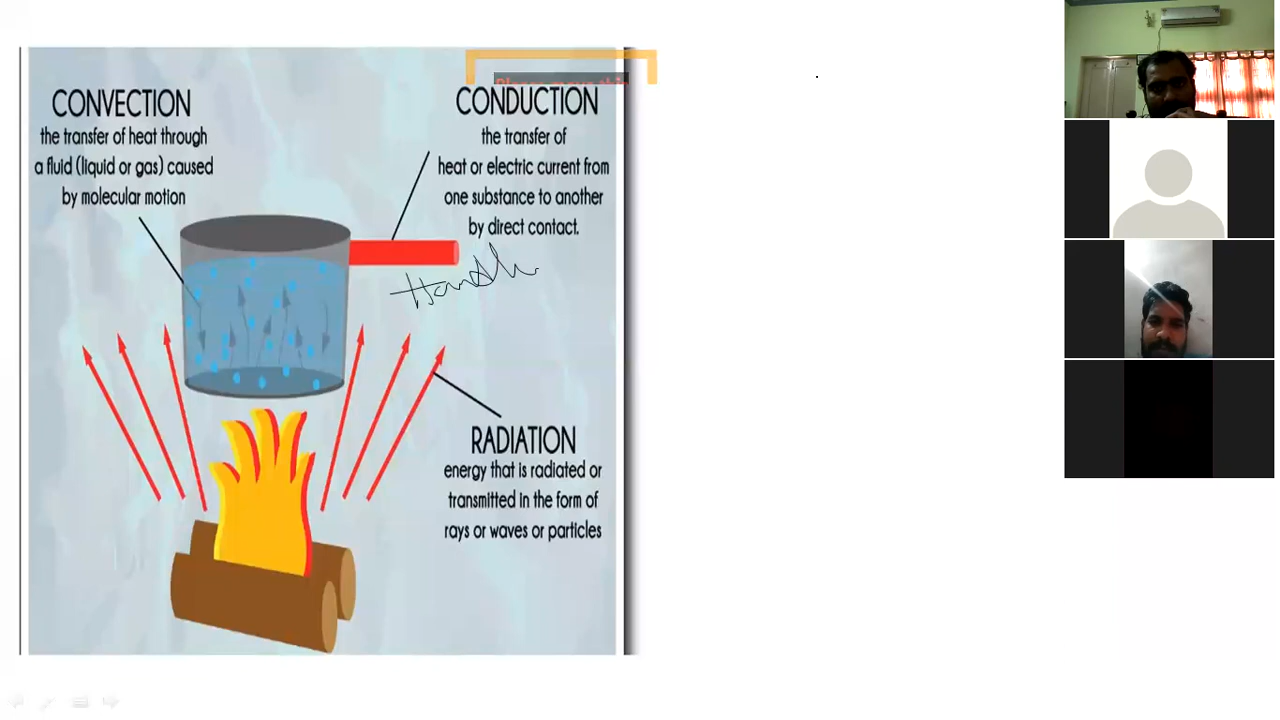 CONVECTION
the transfer of heat through
a fluid (liquid or gas) caused
by molecular motion
CONDUCTION
the transfer of
heat or electric current from
one substance to another
by direct contact.
RADIATION
energy that is radiated or
transmitted in the form of
rays or waves or particles